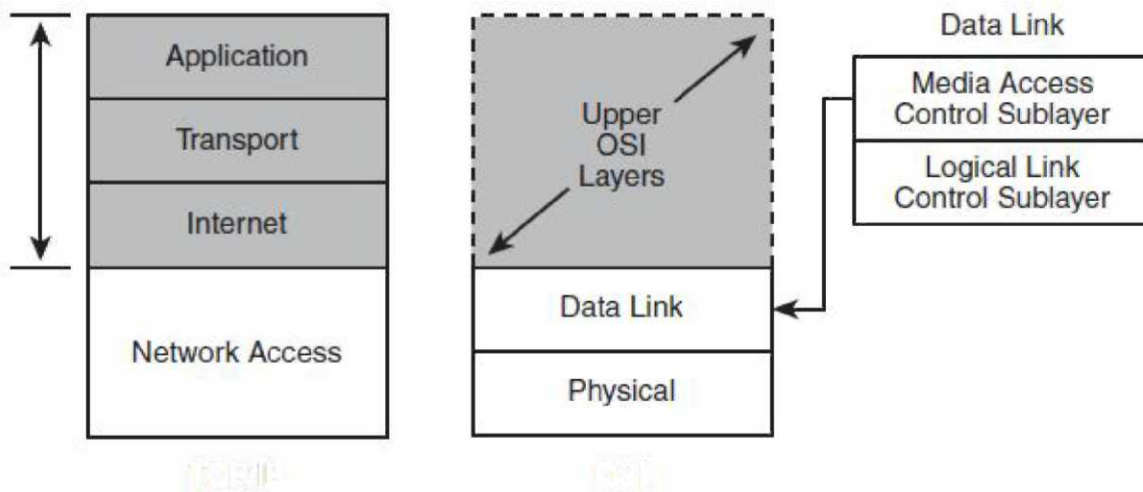 Application
Transport
Internet
Network Access
Upper
OSI
Layers
Data Link
Physical
Data Link
Media Access
Control Sublayer
Logical Link
Control Sublayer